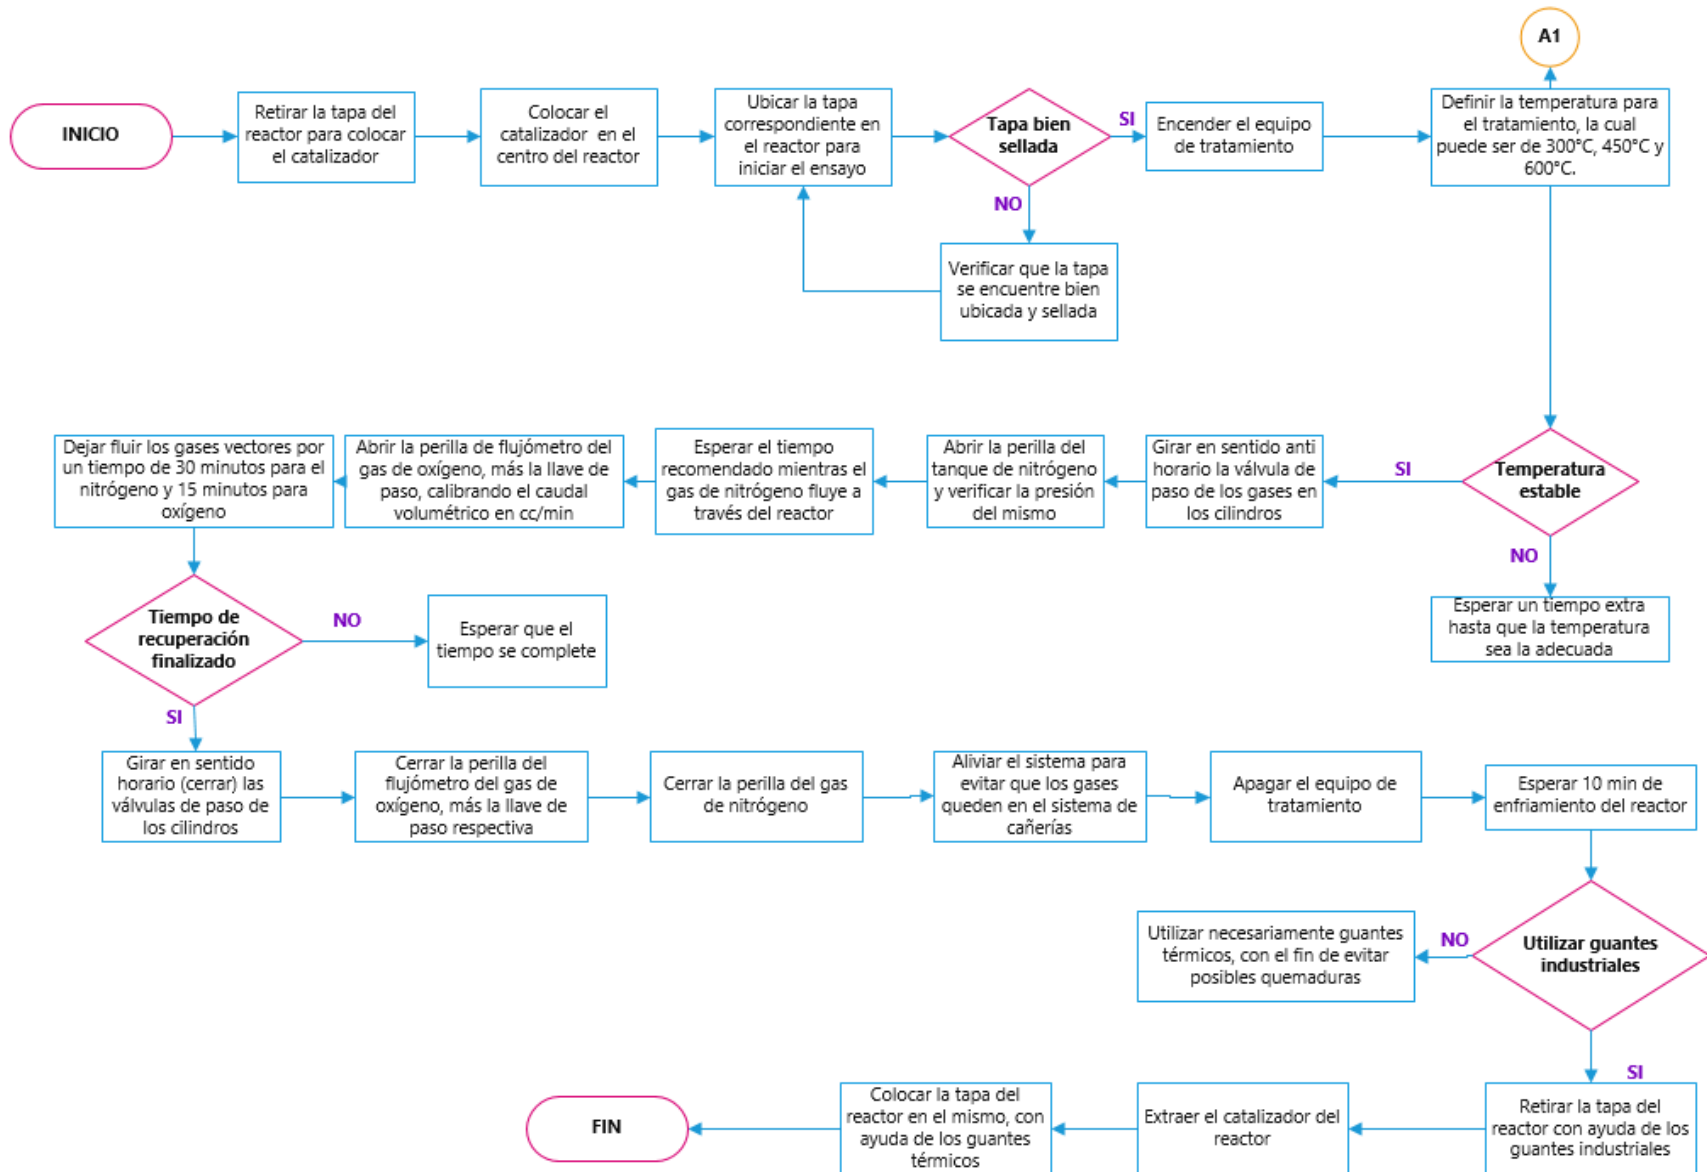 A1
INICIO
Retirar la tapa del
reactor para colocar
el catalizador
Colocar el
catalizador en el
centro del reactor
Ubicar la tapa
correspondiente en
el reactor para
iniciar el ensayo
Tapa bien
sellada
SI
NO
Encender el equipo
de tratamiento
Definir la temperatura para
el tratamiento, la cual
puede ser de 300°C, 450°C y
600°C.
Verificar que la tapa
se encuentre bien
ubicada y sellada
Temperatura
estable
SI
NO
Esperar un tiempo extra
hasta que la temperatura
sea la adecuada
Girar en sentido anti
horario la válvula de
paso de los gases en
los cilindros
Abrir la perilla del
tanque de nitrógeno
y verificar la presión
del mismo
Esperar el tiempo
recomendado mientras el
gas de nitrógeno fluye a
través del reactor
Abrir la perilla de flujómetro del
gas de oxígeno, más la llave de
paso, calibrando el caudal
volumétrico en cc/min
Dejar fluir los gases vectores por
un tiempo de 30 minutos para el
nitrógeno y 15 minutos para
oxígeno
Tiempo de
recuperación
finalizado
NO
Esperar que el
tiempo se complete
SI
Girar en sentido
horario (cerrar) las
válvulas de paso de
los cilindros
Cerrar la perilla del
flujómetro del gas de
oxígeno, más la llave de
paso respectiva
Cerrar la perilla del gas
de nitrógeno
Aliviar el sistema para
evitar que los gases
queden en el sistema de
cañerías
Apagar el equipo de
tratamiento
Esperar 10 min de
enfriamiento del reactor
Utilizar guantes
industriales
NO
Utilizar necesariamente guantes
térmicos, con el fin de evitar
posibles quemaduras
SI
Retirar la tapa del
reactor con ayuda de los
guantes industriales
Extraer el catalizador del
reactor
Colocar la tapa del
reactor en el mismo, con
ayuda de los guantes
térmicos
FIN